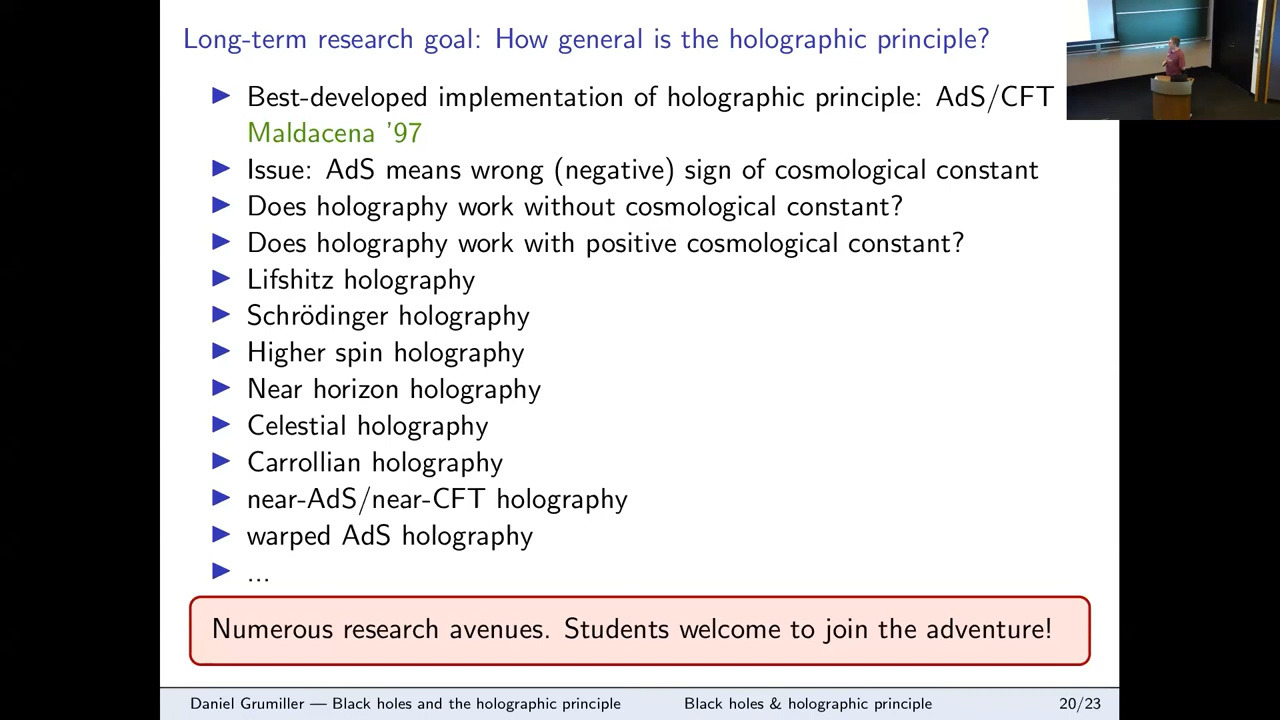 Long-term research goal: How general is the holographic principle?
▶ Best-developed implementation of holographic principle: AdS/CFT
Maldacena ’97
▶ Issue: AdS means wrong (negative) sign of cosmological constant
▶ Does holography work without cosmological constant?
▶ Does holography work with positive cosmological constant?
▶ Lifshitz holography
▶ Schrödinger holography
▶ Higher spin holography
▶ Near horizon holography
▶ Celestial holography
▶ Carrollian holography
▶ near-AdS/near-CFT holography
▶ warped AdS holography
▶ ...
Numerous research avenues. Students welcome to join the adventure!
Daniel Grumiller — Black holes and the holographic principle Black holes & holographic principle 20/23